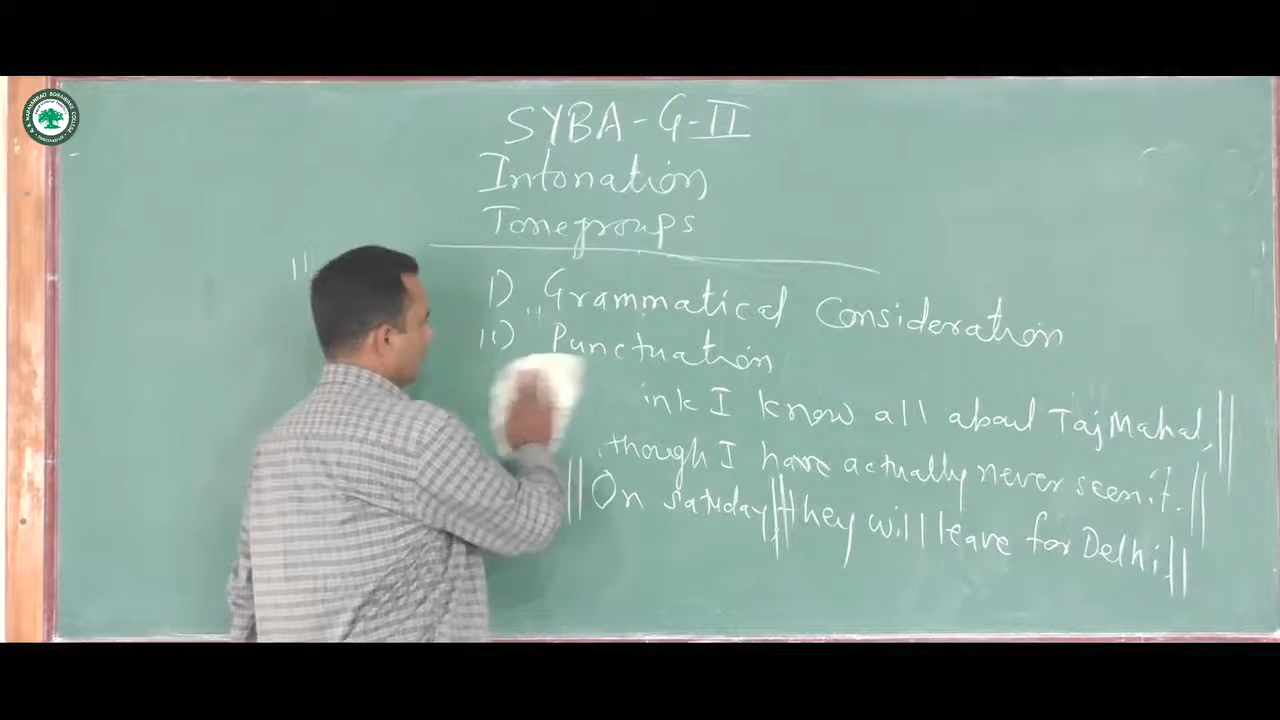 SYBA-G-II
Intonation
Tonegroups
I) Grammatical Consideration
II) Punctuation
ink I know all about Taj Mahal, ||
though I have actually never seen it. ||
|| On saturday || they will leave for Delhi. ||